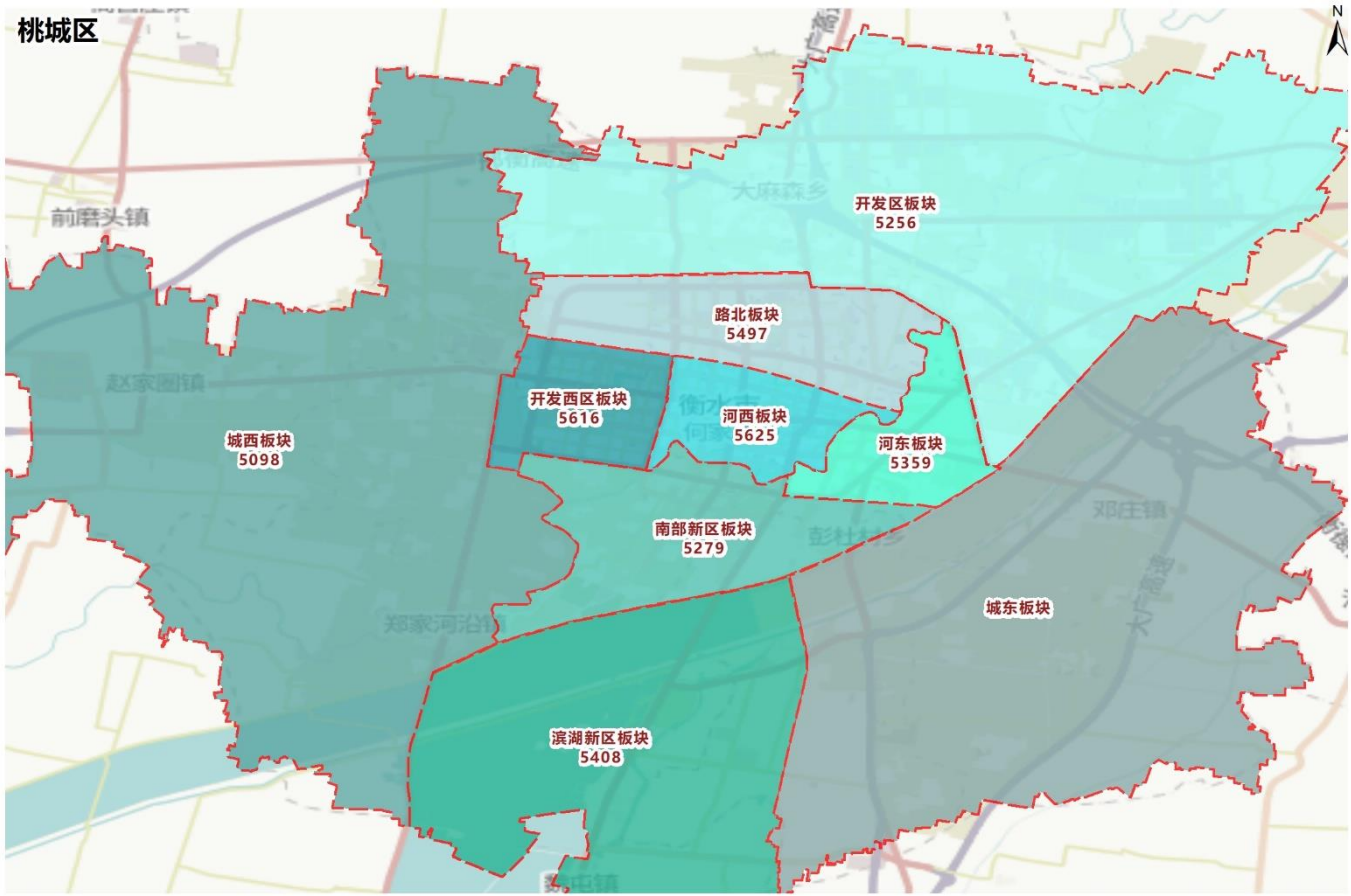 桃城区
N
前磨头镇
大麻森乡
开发区板块
5256
路北板块
5497
赵家圈镇
开发西区板块
5616
衡水市
河西板块
5625
城西板块
5098
河东板块
5359
南部新区板块
5279
彭杜村乡
邓庄镇
大广高速
城东板块
郑家河沿镇
滨湖新区板块
5408
魏屯镇